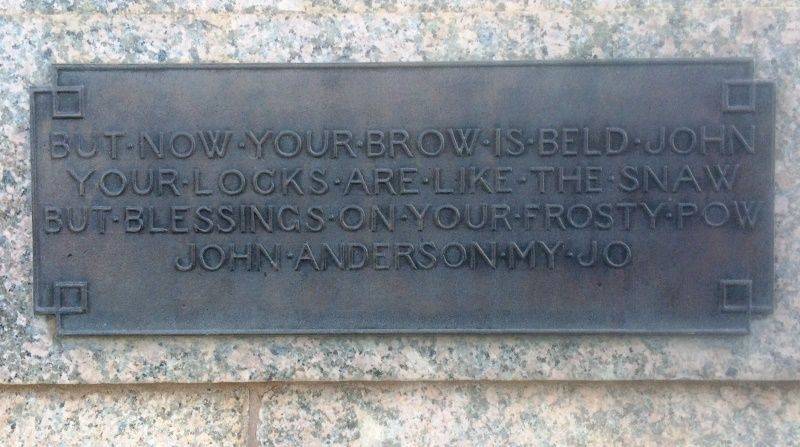 BUT·NOW·YOUR·BROW·IS·BELD·JOHN
YOUR·LOCKS·ARE·LIKE·THE·SNAW
BUT·BLESSINGS·ON·YOUR·FROSTY·POW
JOHN·ANDERSON·MY·JO